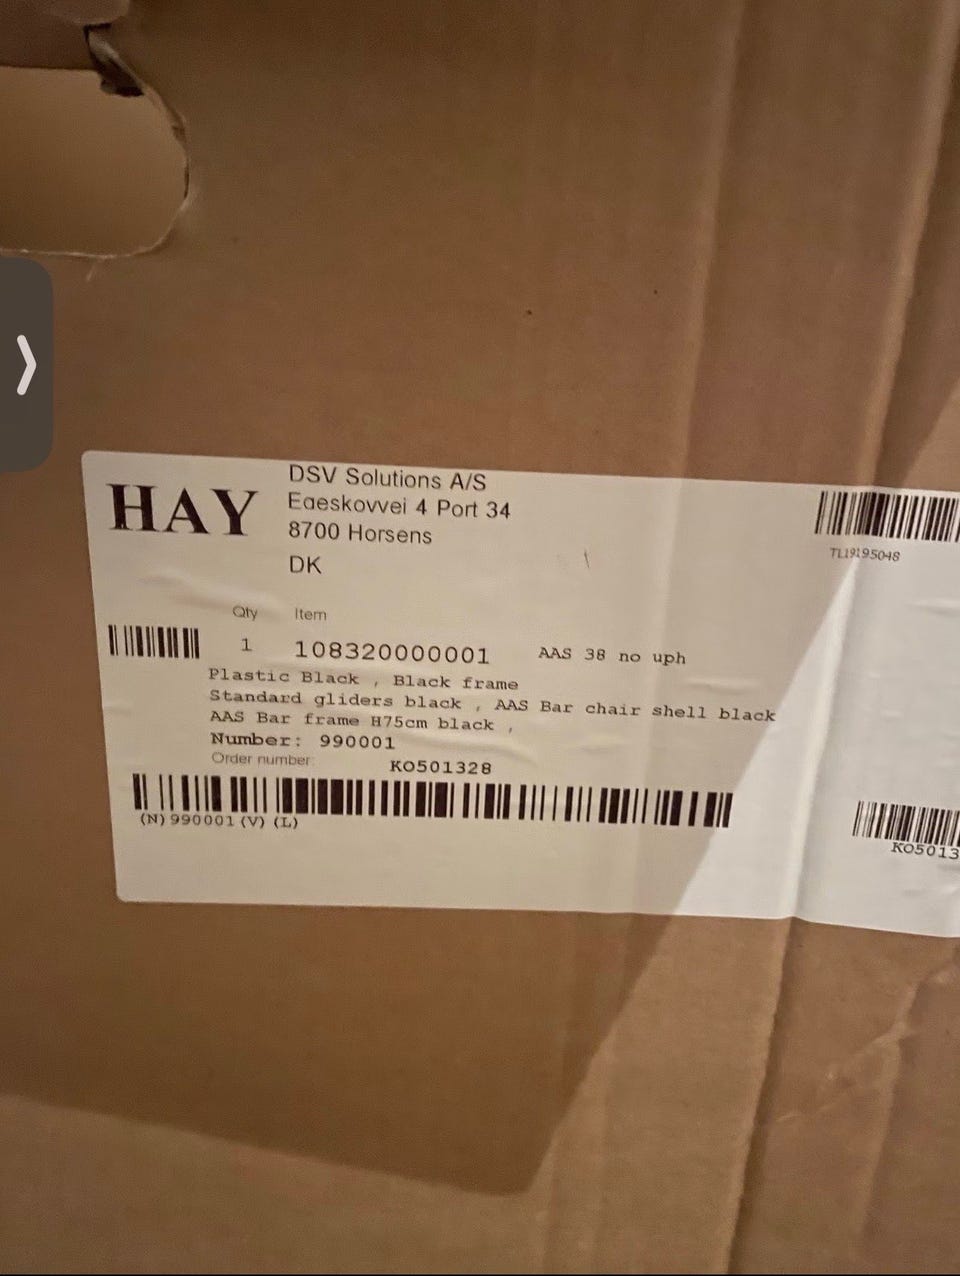 HAY
DSV Solutions A/S
Egeskovvej 4 Port 34
8700 Horsens
DK
TL19195048
Qty Item
1 108320000001 AAS 38 no uph
Plastic Black , Black frame
Standard gliders black , AAS Bar chair shell black
AAS Bar frame H75cm black ,
Number: 990001
Order number: KO501328
(N) 990001 (V) (L)
KO5013